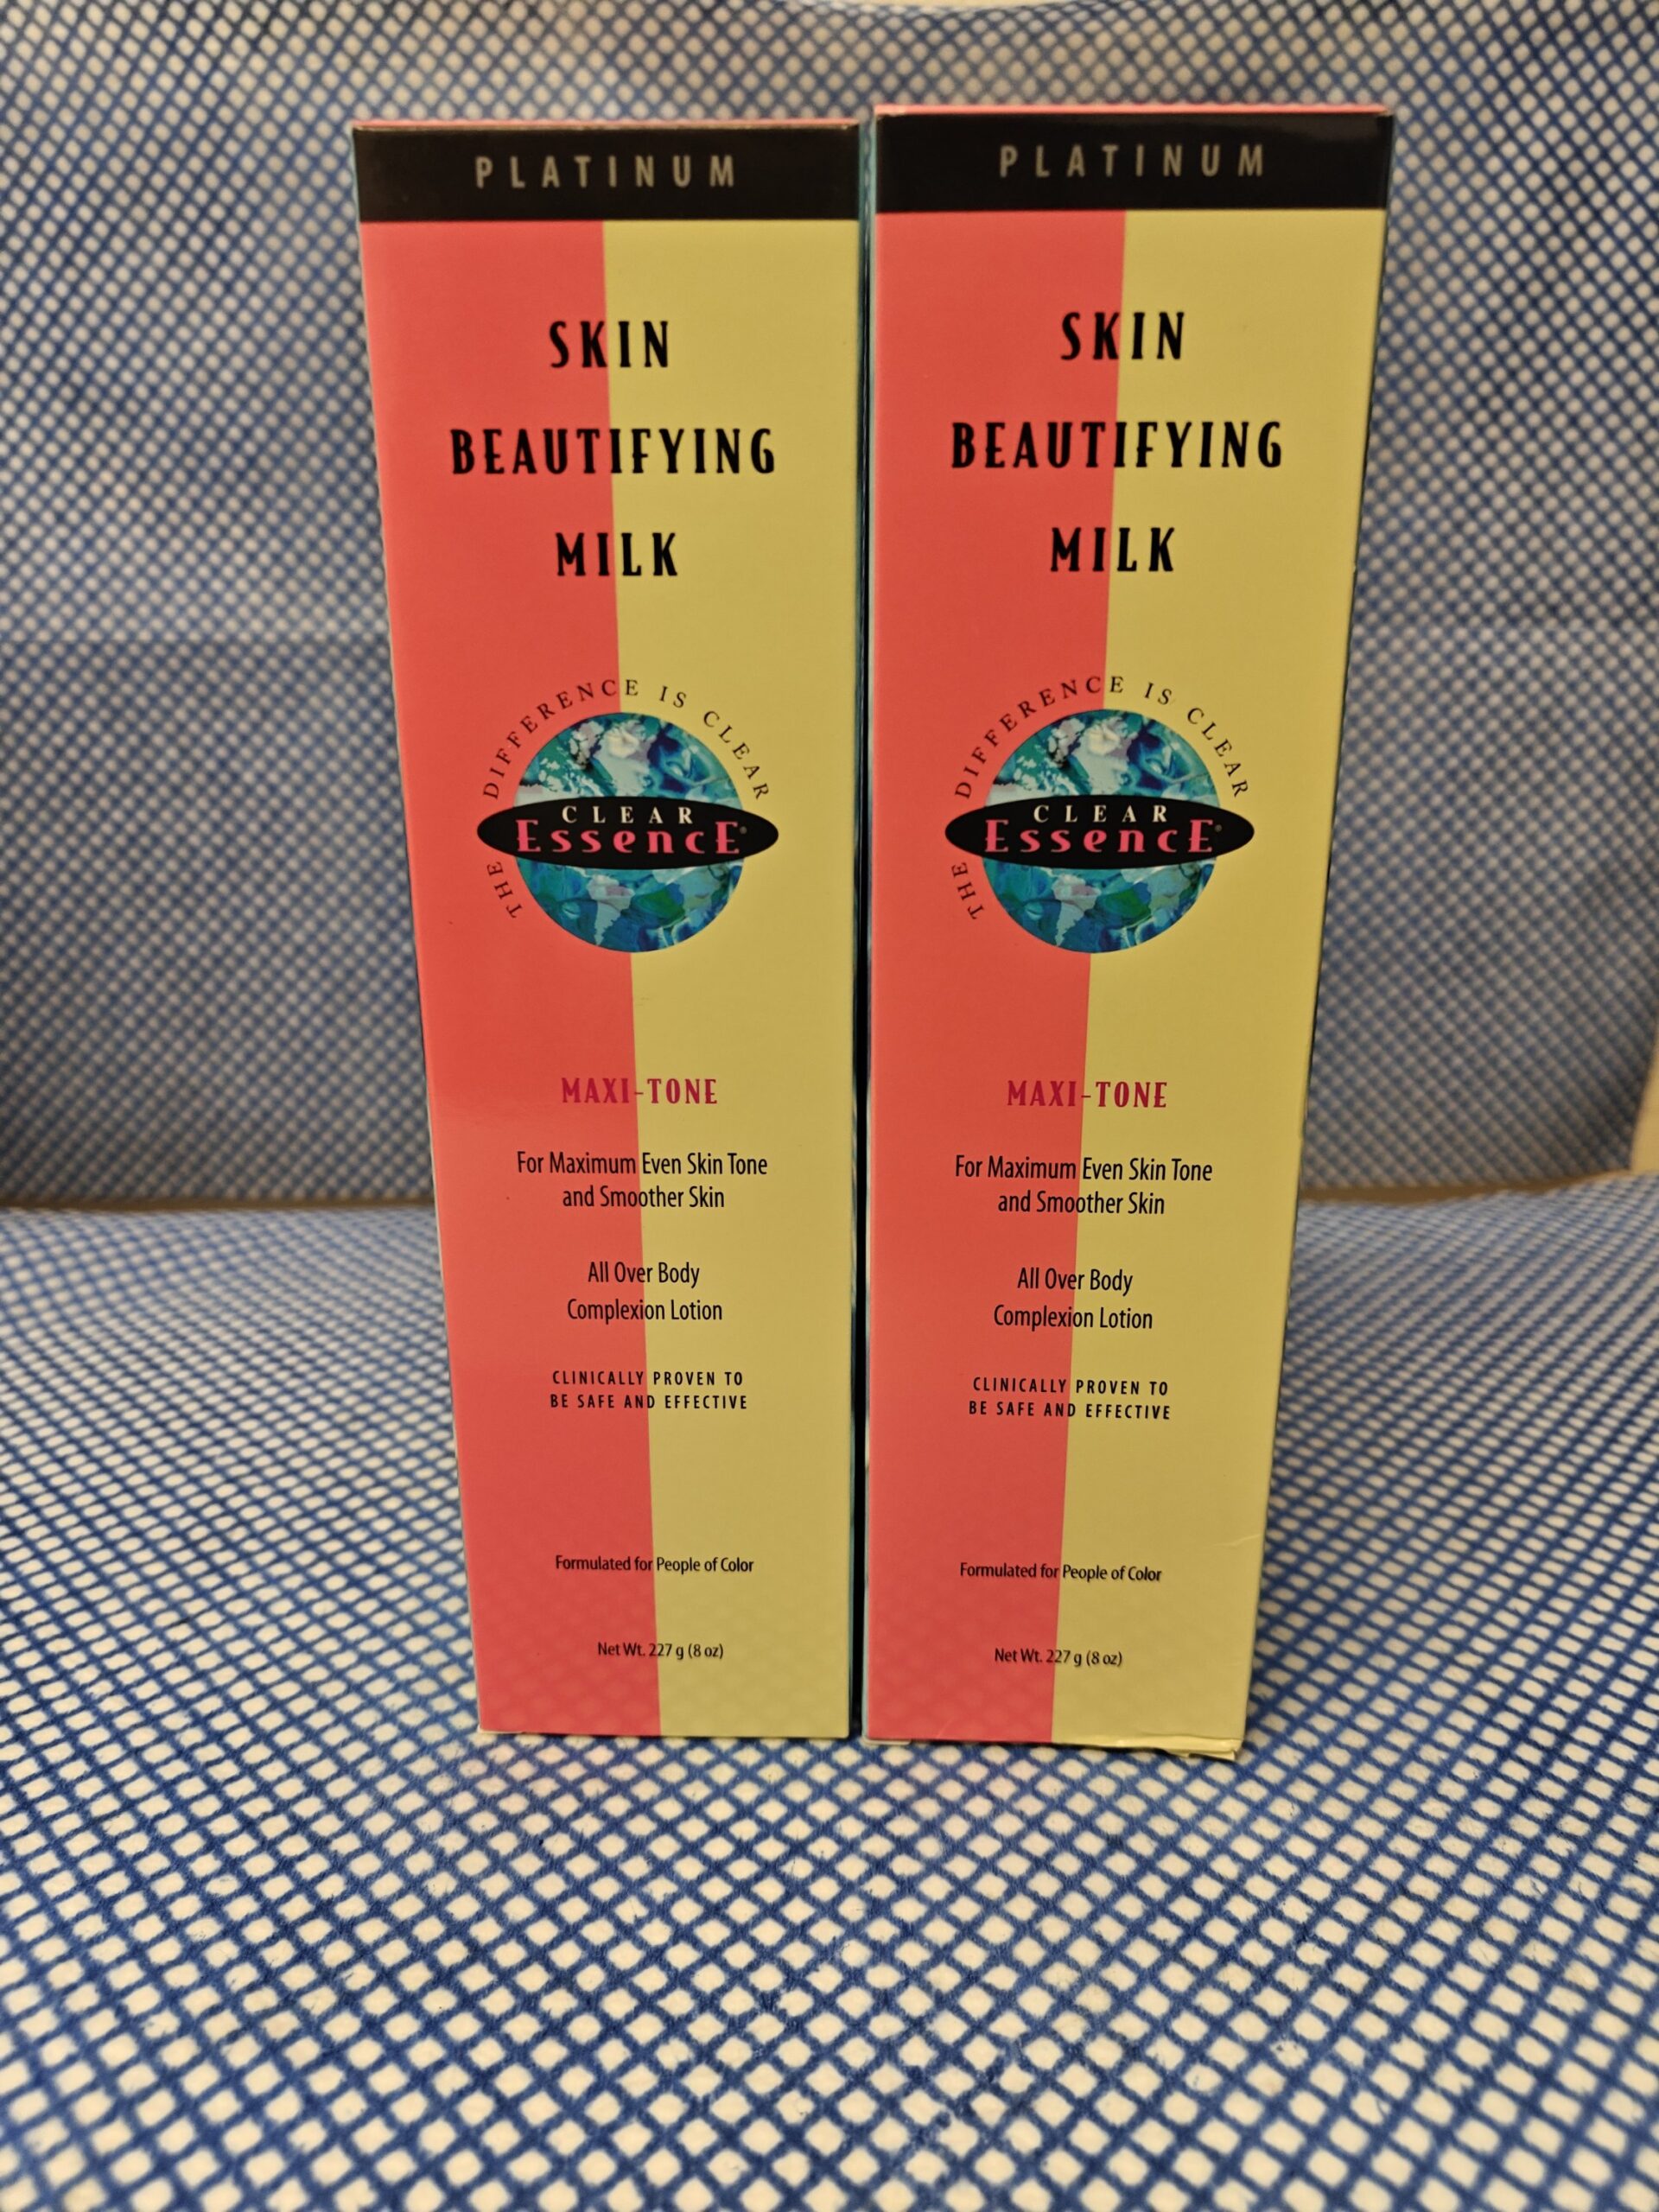 PLATINUM
SKIN
BEAUTIFYING
MILK
THE DIFFERENCE IS CLEAR
CLEAR
EssencE®
MAXI-TONE
For Maximum Even Skin Tone
and Smoother Skin
All Over Body
Complexion Lotion
CLINICALLY PROVEN TO
BE SAFE AND EFFECTIVE
Formulated for People of Color
Net Wt. 227 g (8 oz)
PLATINUM
SKIN
BEAUTIFYING
MILK
THE DIFFERENCE IS CLEAR
CLEAR
EssencE®
MAXI-TONE
For Maximum Even Skin Tone
and Smoother Skin
All Over Body
Complexion Lotion
CLINICALLY PROVEN TO
BE SAFE AND EFFECTIVE
Formulated for People of Color
Net Wt. 227 g (8 oz)